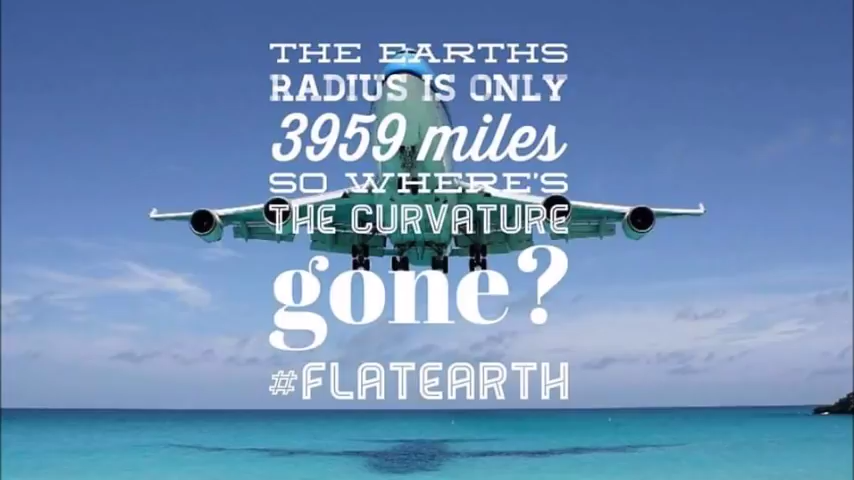 THE EARTHS
RADIUS IS ONLY
3959 miles
SO WHERE'S
THE CURVATURE
gone?
#FLATEARTH